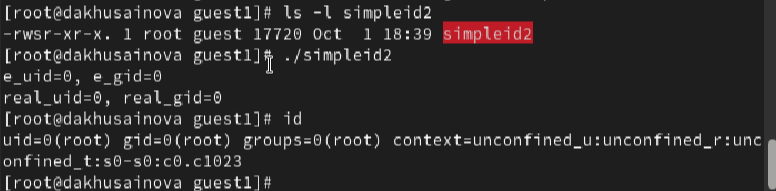 [root@dakhusainova guest1]# ls -l simpleid2
-rwsr-xr-x. 1 root guest 17720 Oct  1 18:39 simpleid2
[root@dakhusainova guest1]# ./simpleid2
e_uid=0, e_gid=0
real_uid=0, real_gid=0
[root@dakhusainova guest1]# id
uid=0(root) gid=0(root) groups=0(root) context=unconfined_u:unconfined_r:unc
onfined_t:s0-s0:c0.c1023
[root@dakhusainova guest1]#